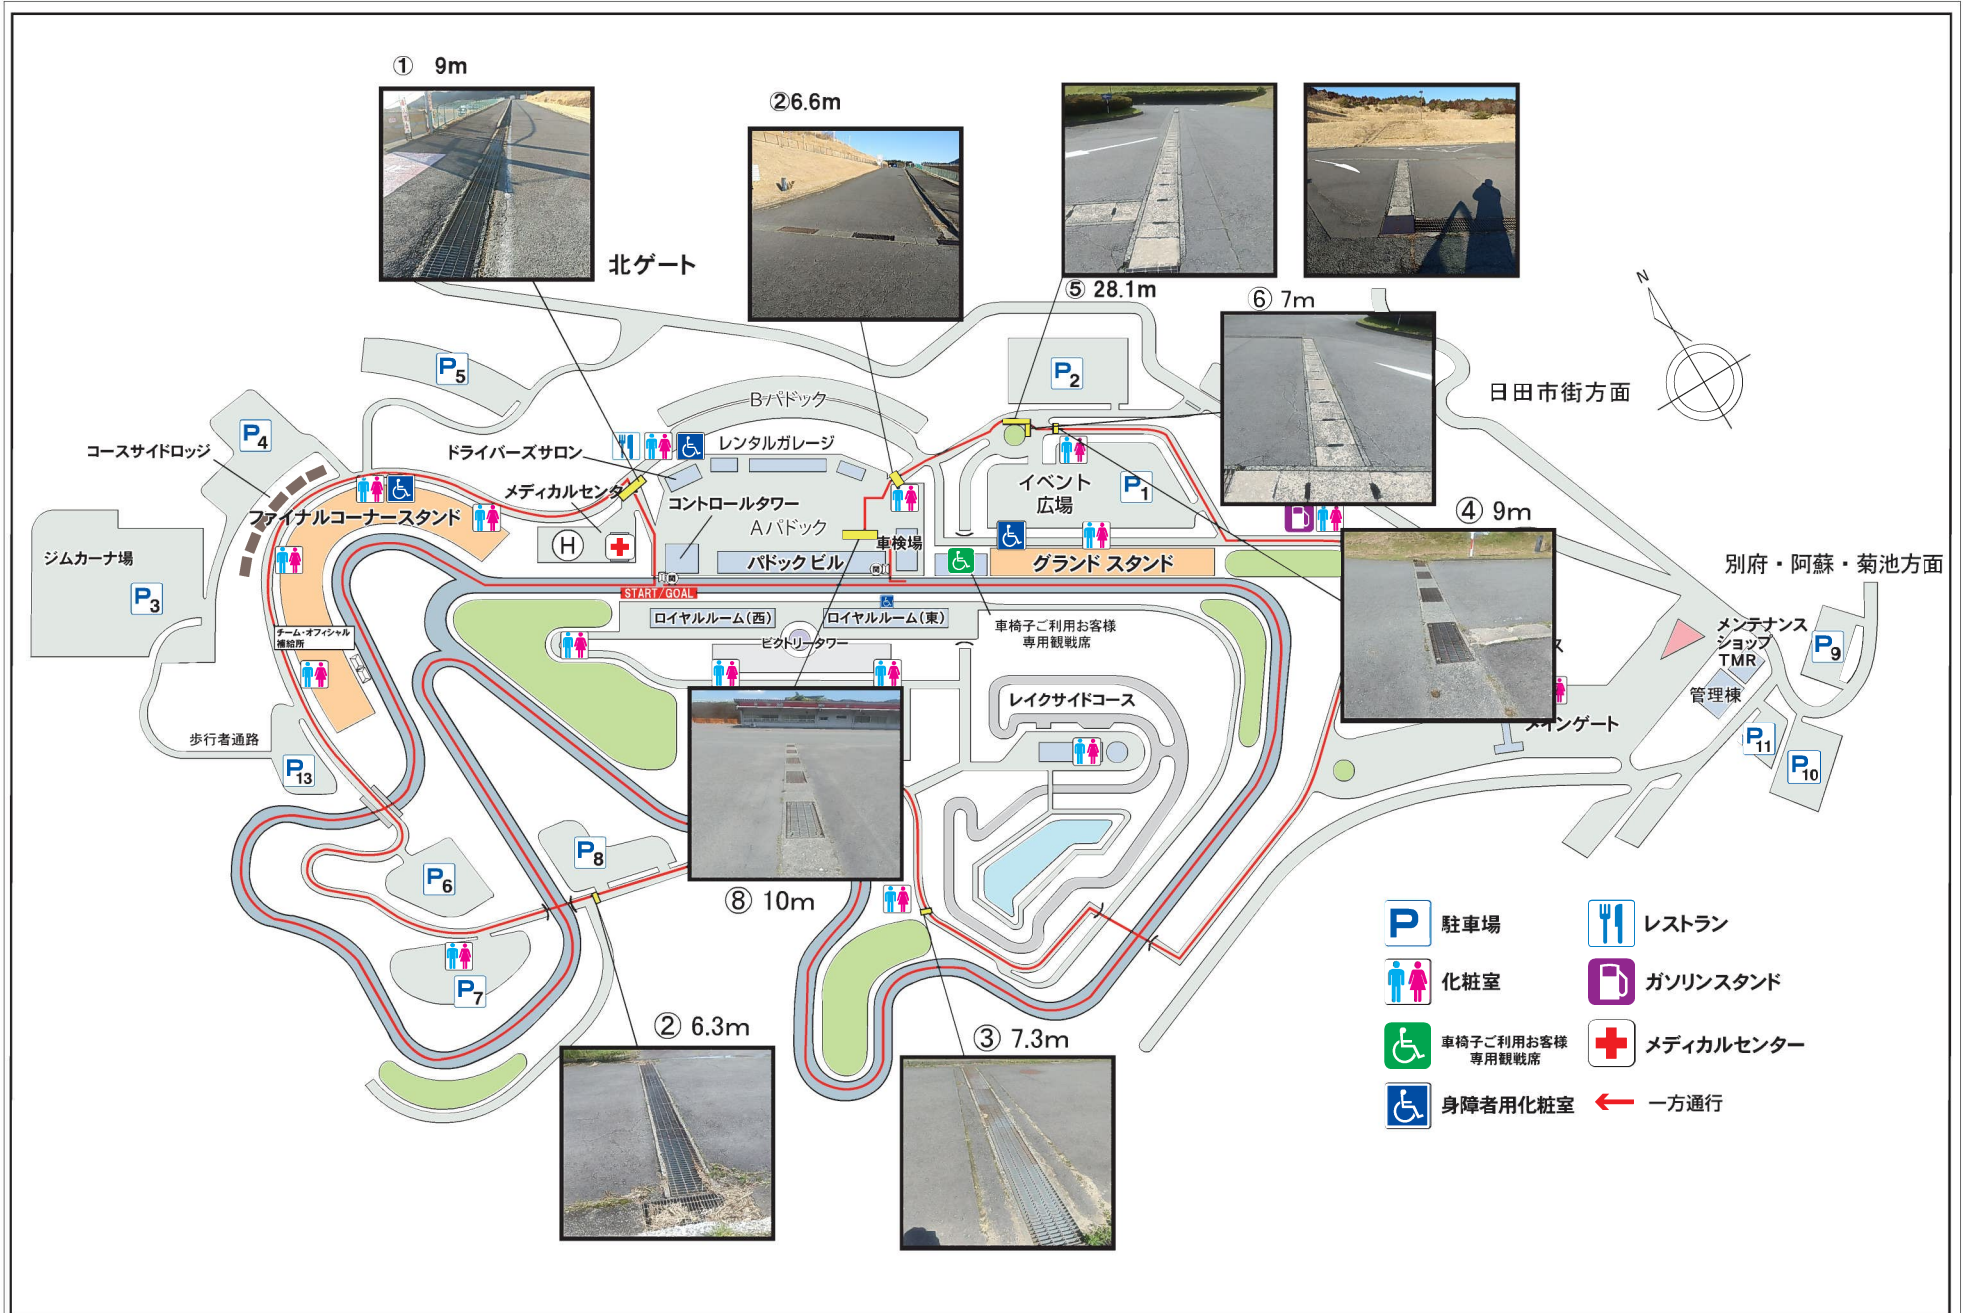 ① 9m
②6.6m
北ゲート
⑤ 28.1m
⑥ 7m
N
日田市街方面
P5
P2
Bパドック
P4
コースサイドロッジ
ドライバーズサロン
レンタルガレージ
メディカルセンター
コントロールタワー
イベント
広場
P1
ファイナルコーナースタンド
Aパドック
④ 9m
H
車検場
ジムカーナ場
パドックビル
グランド スタンド
別府・阿蘇・菊池方面
START/GOAL
P3
ロイヤルルーム(西)
ロイヤルルーム(東)
ビクトリータワー
車椅子ご利用お客様
専用観戦席
チーム・オフィシャル
補給所
ス
メンテナンス
ショップ
TMR
P9
レイクサイドコース
管理棟
メインゲート
歩行者通路
P13
P11
P10
P8
P6
P7
⑧ 10m
② 6.3m
③ 7.3m
P 駐車場
レストラン
化粧室
ガソリンスタンド
車椅子ご利用お客様
専用観戦席
メディカルセンター
身障者用化粧室
一方通行